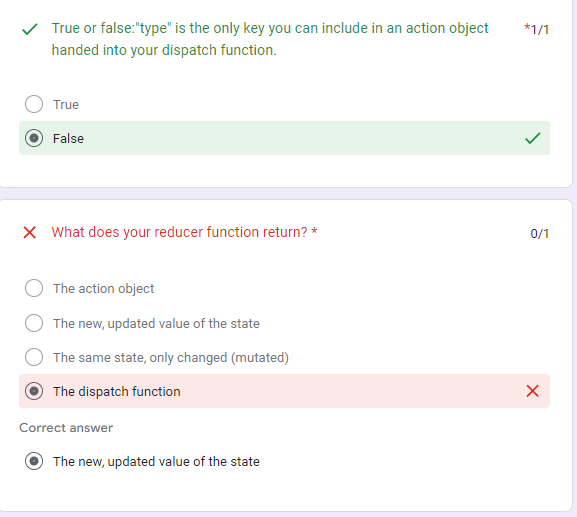 True or false:"type" is the only key you can include in an action object *1/1
handed into your dispatch function.
True
False
What does your reducer function return? * 0/1
The action object
The new, updated value of the state
The same state, only changed (mutated)
The dispatch function
Correct answer
The new, updated value of the state